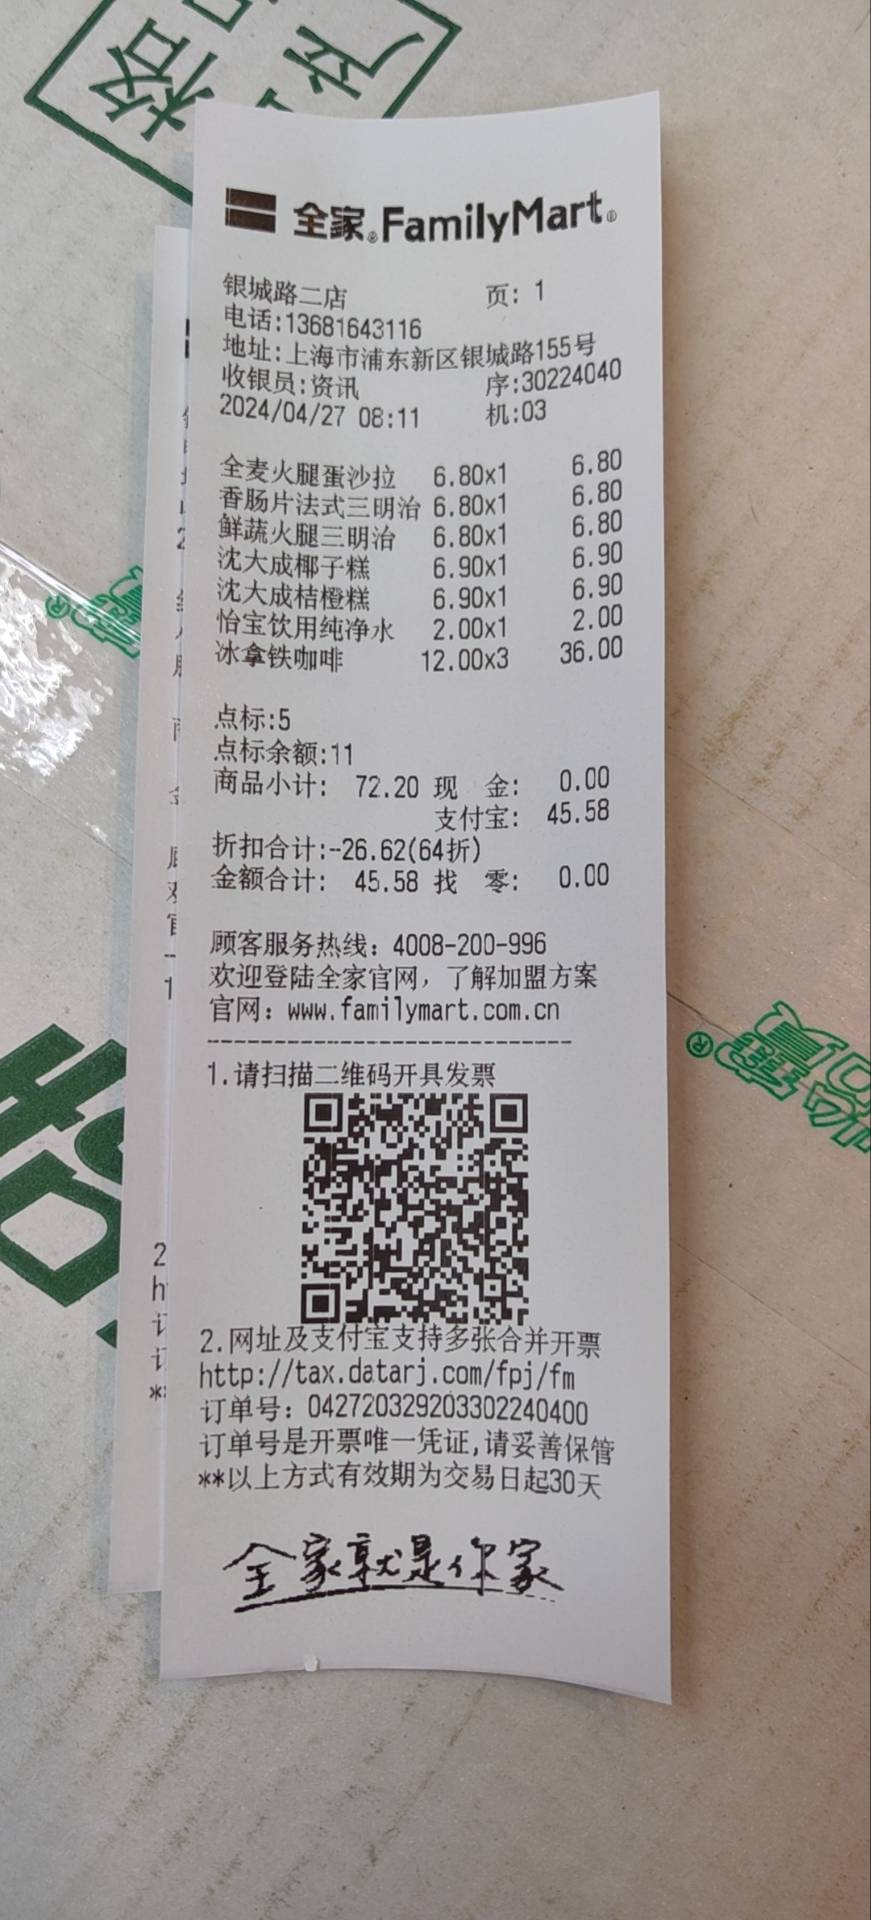 全家®FamilyMart®
银城路二店 页: 1
电话:13681643116
地址:上海市浦东新区银城路155号
收银员:资讯 序:30224040
2024/04/27 08:11 机:03
全麦火腿蛋沙拉 6.80x1 6.80
香肠片法式三明治 6.80x1 6.80
鲜蔬火腿三明治 6.80x1 6.80
沈大成椰子糕 6.90x1 6.90
沈大成桔橙糕 6.90x1 6.90
怡宝饮用纯净水 2.00x1 2.00
冰拿铁咖啡 12.00x3 36.00
点标:5
点标余额:11
商品小计: 72.20 现 金: 0.00
支付宝: 45.58
折扣合计:-26.62(64折)
金额合计: 45.58 找 零: 0.00
顾客服务热线: 4008-200-996
欢迎登陆全家官网, 了解加盟方案
官网: www.familymart.com.cn
1.请扫描二维码开具发票
2.网址及支付宝支持多张合并开票
http://tax.datarj.com/fpj/fm
订单号: 042720329203302240400
订单号是开票唯一凭证,请妥善保管
**以上方式有效期为交易日起30天
全家就是你家